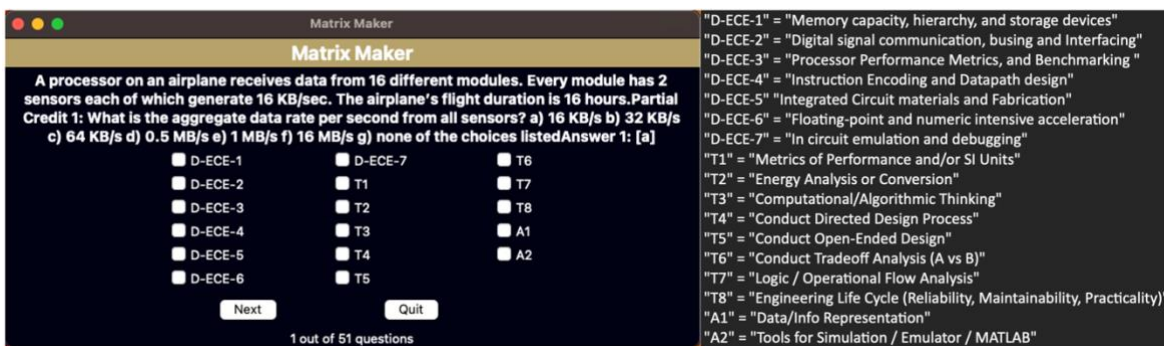 Matrix Maker
Matrix Maker
A processor on an airplane receives data from 16 different modules. Every module has 2
sensors each of which generate 16 KB/sec. The airplane's flight duration is 16 hours.Partial
Credit 1: What is the aggregate data rate per second from all sensors? a) 16 KB/s b) 32 KB/s
c) 64 KB/s d) 0.5 MB/s e) 1 MB/s f) 16 MB/s g) none of the choices listedAnswer 1: [a]
D-ECE-1 D-ECE-7 T6
D-ECE-2 T1 T7
D-ECE-3 T2 T8
D-ECE-4 T3 A1
D-ECE-5 T4 A2
D-ECE-6 T5
Next Quit
1 out of 51 questions
"D-ECE-1" = "Memory capacity, hierarchy, and storage devices"
"D-ECE-2" = "Digital signal communication, busing and Interfacing"
"D-ECE-3" = "Processor Performance Metrics, and Benchmarking "
"D-ECE-4" = "Instruction Encoding and Datapath design"
"D-ECE-5" "Integrated Circuit materials and Fabrication"
"D-ECE-6" = "Floating-point and numeric intensive acceleration"
"D-ECE-7" = "In circuit emulation and debugging"
"T1" = "Metrics of Performance and/or SI Units"
"T2" = "Energy Analysis or Conversion"
"T3" = "Computational/Algorithmic Thinking"
"T4" = "Conduct Directed Design Process"
"T5" = "Conduct Open-Ended Design"
"T6" = "Conduct Tradeoff Analysis (A vs B)"
"T7" = "Logic / Operational Flow Analysis"
"T8" = "Engineering Life Cycle (Reliability, Maintainability, Practicality)"
"A1" = "Data/Info Representation"
"A2" = "Tools for Simulation / Emulator / MATLAB"